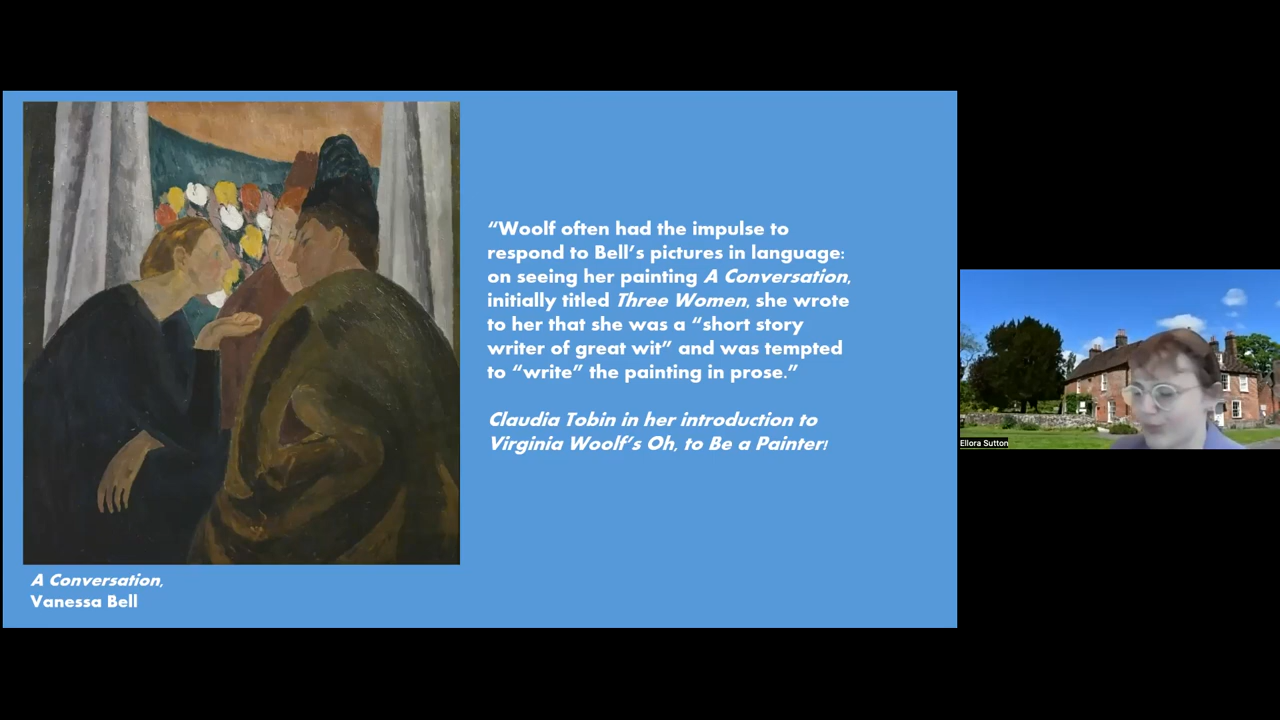 “Woolf often had the impulse to
respond to Bell’s pictures in language:
on seeing her painting A Conversation,
initially titled Three Women, she wrote
to her that she was a “short story
writer of great wit” and was tempted
to “write” the painting in prose.”
Claudia Tobin in her introduction to
Virginia Woolf’s Oh, to Be a Painter!
A Conversation,
Vanessa Bell
Ellora Sutton